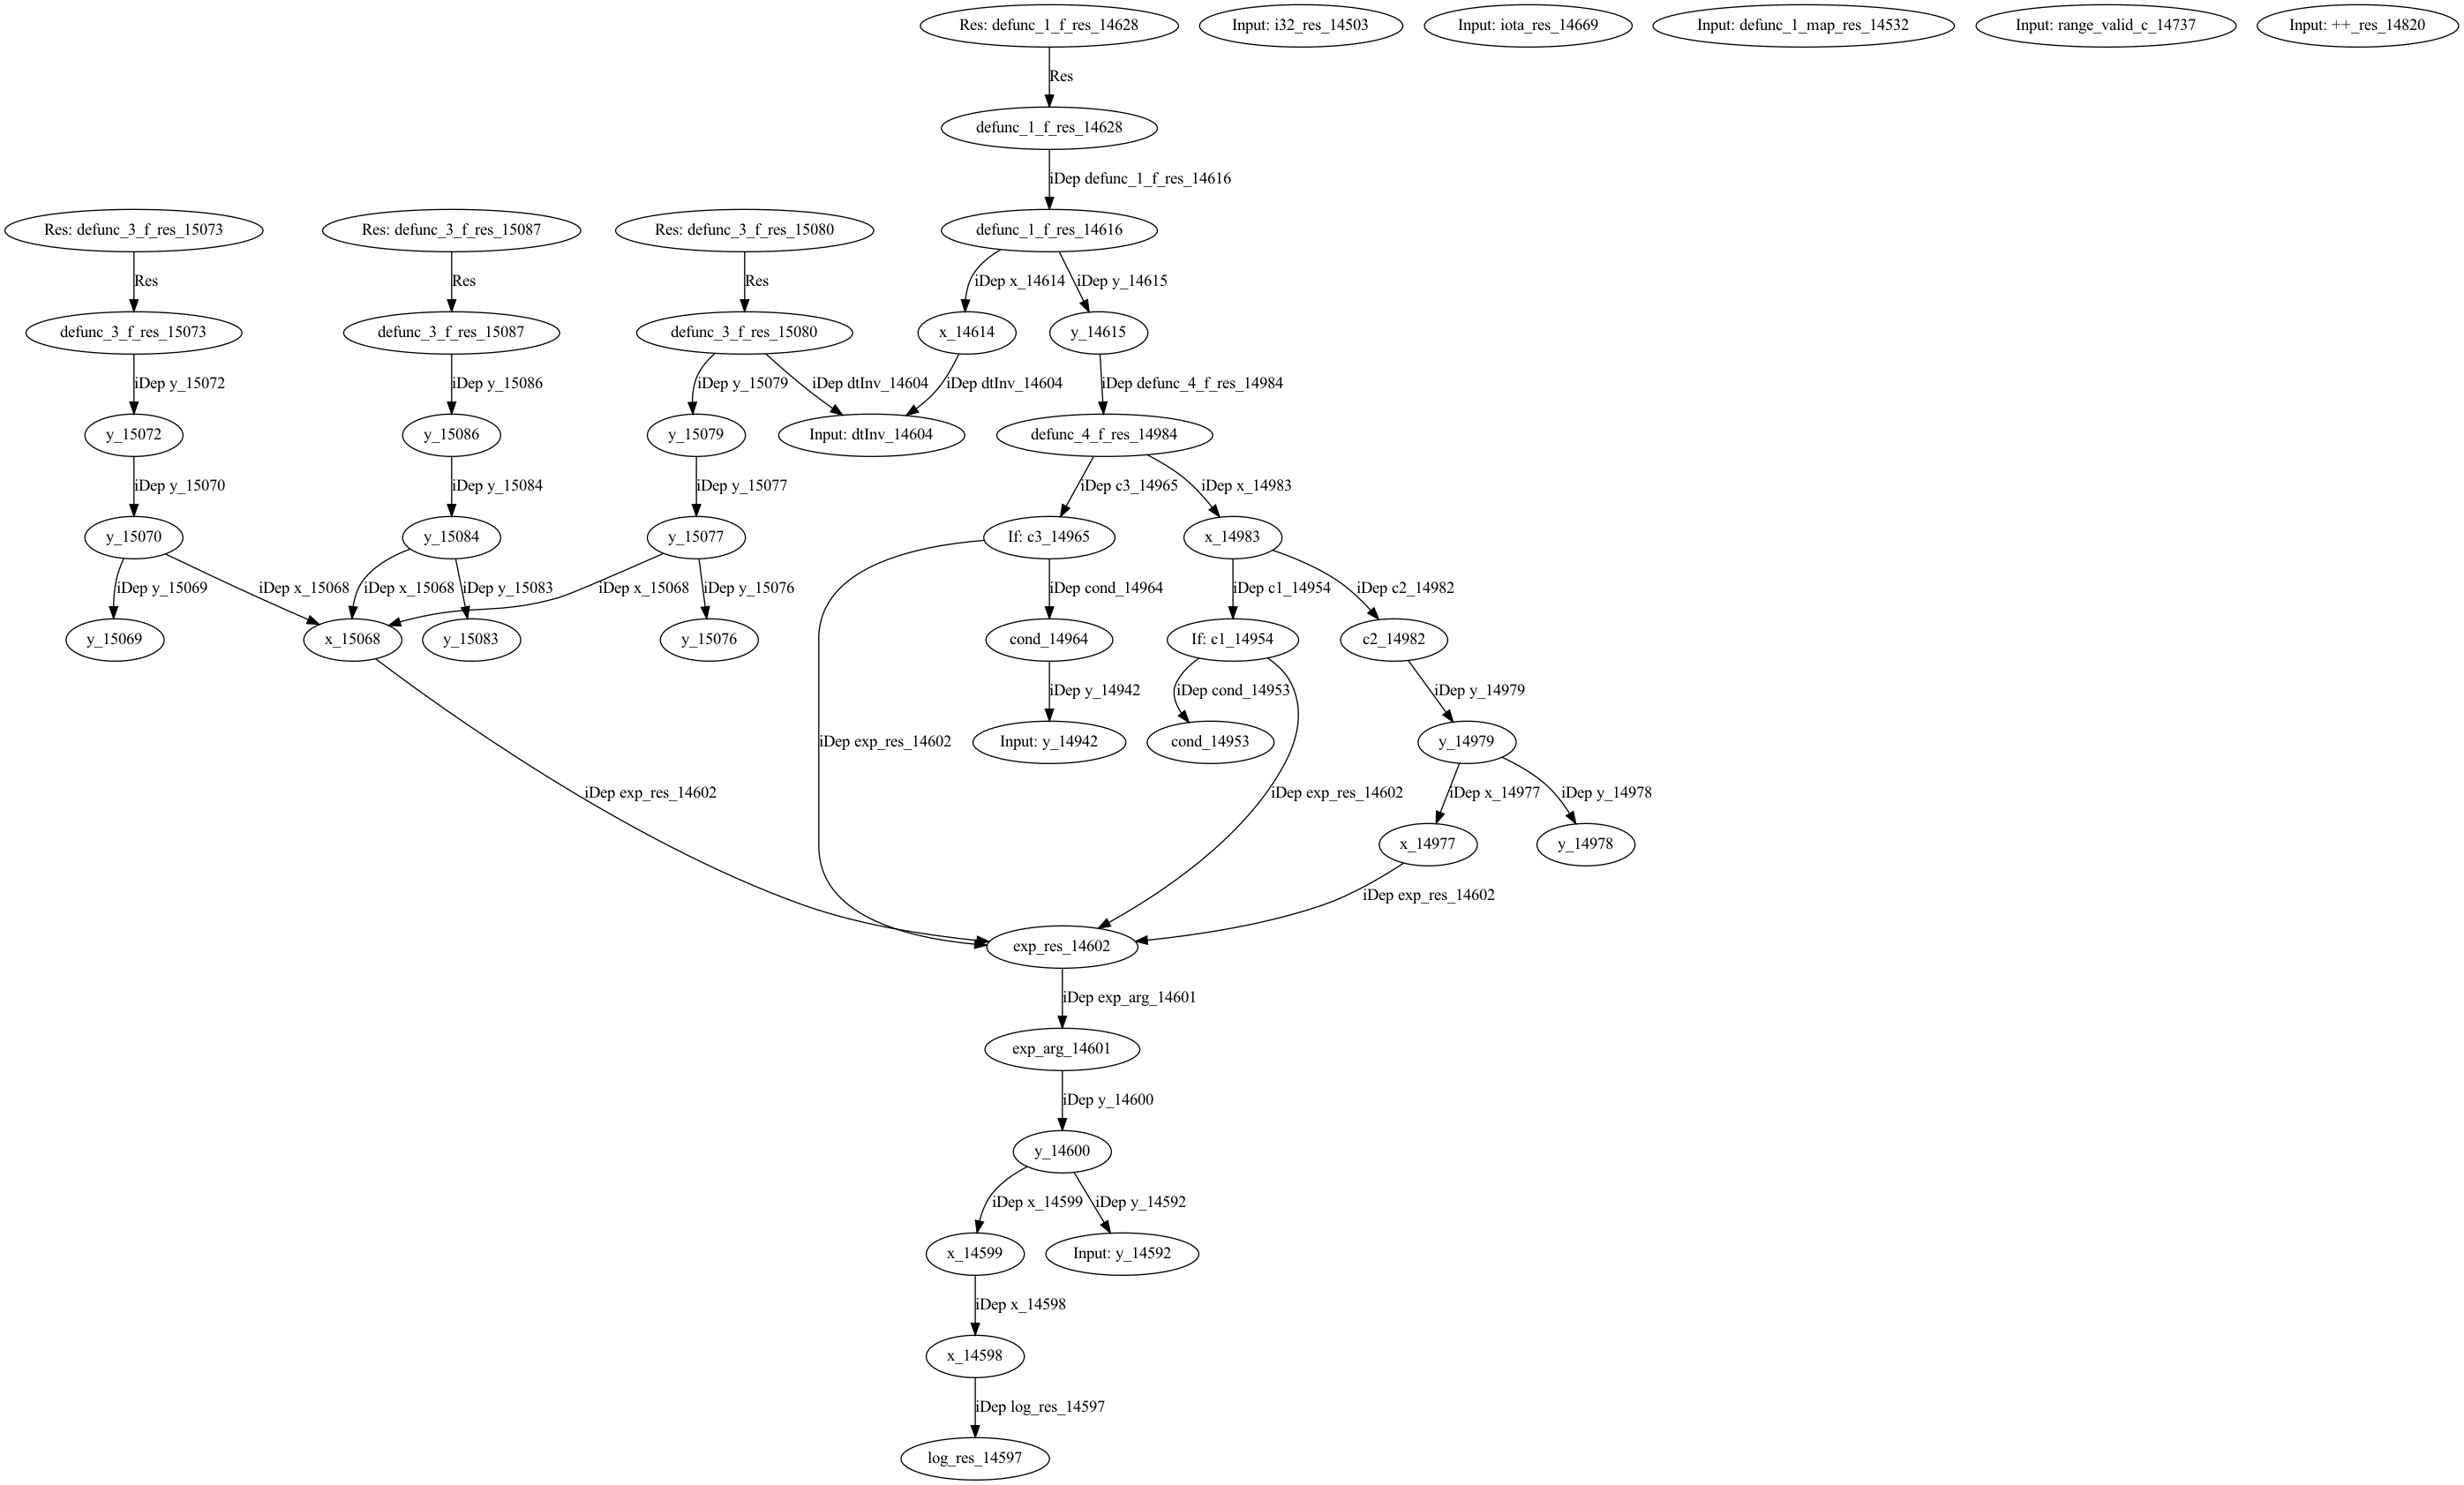 Res: defunc_1_f_res_14628
Input: i32_res_14503
Input: iota_res_14669
Input: defunc_1_map_res_14532
Input: range_valid_c_14737
Input: ++_res_14820
Res
defunc_1_f_res_14628
iDep defunc_1_f_res_14616
Res: defunc_3_f_res_15073
Res: defunc_3_f_res_15087
Res: defunc_3_f_res_15080
defunc_1_f_res_14616
Res
Res
Res
iDep x_14614
iDep y_14615
defunc_3_f_res_15073
defunc_3_f_res_15087
defunc_3_f_res_15080
x_14614
y_14615
iDep y_15072
iDep y_15086
iDep y_15079
iDep dtInv_14604
iDep dtInv_14604
iDep defunc_4_f_res_14984
y_15072
y_15086
y_15079
Input: dtInv_14604
defunc_4_f_res_14984
iDep y_15070
iDep y_15084
iDep y_15077
iDep c3_14965
iDep x_14983
y_15070
y_15084
y_15077
If: c3_14965
x_14983
iDep y_15069
iDep x_15068
iDep x_15068
iDep y_15083
iDep x_15068
iDep y_15076
iDep cond_14964
iDep c1_14954
iDep c2_14982
y_15069
x_15068
y_15083
y_15076
cond_14964
If: c1_14954
c2_14982
iDep y_14942
iDep cond_14953
iDep y_14979
iDep exp_res_14602
Input: y_14942
cond_14953
y_14979
iDep exp_res_14602
iDep exp_res_14602
iDep x_14977
iDep y_14978
x_14977
y_14978
iDep exp_res_14602
exp_res_14602
iDep exp_arg_14601
exp_arg_14601
iDep y_14600
y_14600
iDep x_14599
iDep y_14592
x_14599
Input: y_14592
iDep x_14598
x_14598
iDep log_res_14597
log_res_14597